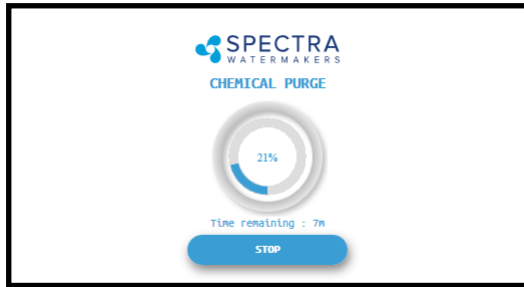 SPECTRA
WATERMAKERS
CHEMICAL PURGE
21%
Time remaining : 7m
STOP